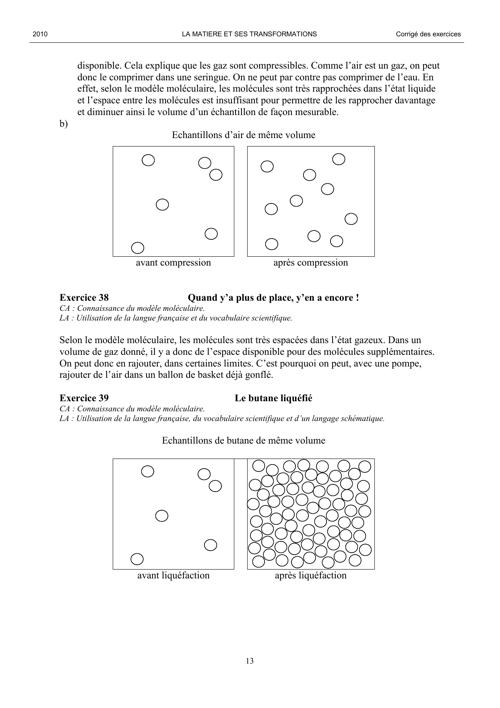 2010 LA MATIERE ET SES TRANSFORMATIONS Corrigé des exercices
disponible. Cela explique que les gaz sont compressibles. Comme l'air est un gaz, on peut
donc le comprimer dans une seringue. On ne peut par contre pas comprimer de l'eau. En
effet, selon le modèle moléculaire, les molécules sont très rapprochées dans l'état liquide
et l'espace entre les molécules est insuffisant pour permettre de les rapprocher davantage
et diminuer ainsi le volume d'un échantillon de façon mesurable.
b)
Echantillons d'air de même volume
avant compression après compression
Exercice 38 Quand y'a plus de place, y'en a encore !
CA : Connaissance du modèle moléculaire.
LA : Utilisation de la langue française et du vocabulaire scientifique.
Selon le modèle moléculaire, les molécules sont très espacées dans l'état gazeux. Dans un
volume de gaz donné, il y a donc de l'espace disponible pour des molécules supplémentaires.
On peut donc en rajouter, dans certaines limites. C'est pourquoi on peut, avec une pompe,
rajouter de l'air dans un ballon de basket déjà gonflé.
Exercice 39 Le butane liquéfié
CA : Connaissance du modèle moléculaire.
LA : Utilisation de la langue française, du vocabulaire scientifique et d'un langage schématique.
Echantillons de butane de même volume
avant liquéfaction après liquéfaction
13